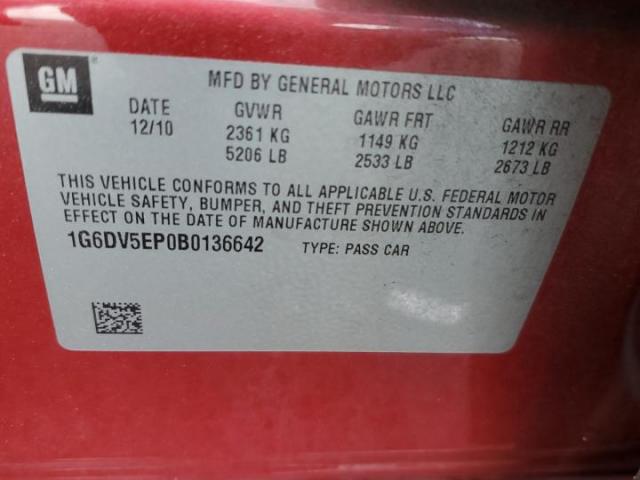 GM
MFD BY GENERAL MOTORS LLC
DATE GVWR GAWR FRT GAWR RR
12/10 2361 KG 1149 KG 1212 KG
5206 LB 2533 LB 2673 LB
THIS VEHICLE CONFORMS TO ALL APPLICABLE U.S. FEDERAL MOTOR
VEHICLE SAFETY, BUMPER, AND THEFT PREVENTION STANDARDS IN
EFFECT ON THE DATE OF MANUFACTURE SHOWN ABOVE.
1G6DV5EP0B0136642 TYPE: PASS CAR